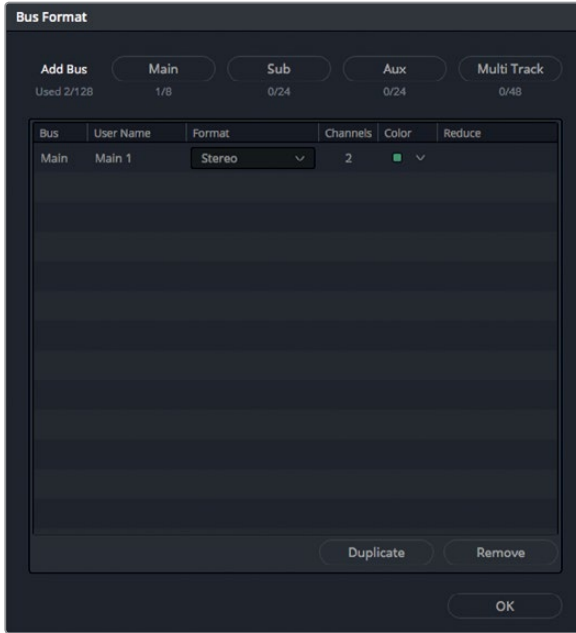 Bus Format
Add Bus Main Sub Aux Multi Track
Used 2/128 1/8 0/24 0/24 0/48
Bus User Name Format Channels Color Reduce
Main Main 1 Stereo 2
Duplicate Remove
OK